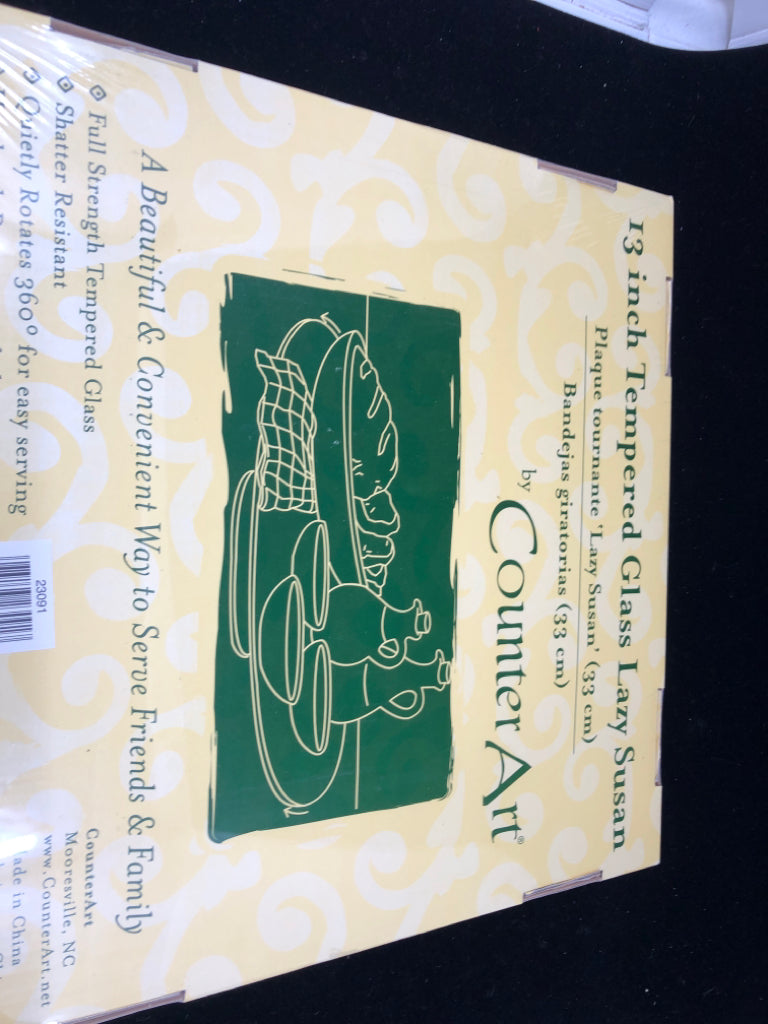 13 inch Tempered Glass Lazy Susan
Plaque tournante 'Lazy Susan' (33 cm)
Bandejas giratorias (33 cm)
by CounterArt®
A Beautiful & Convenient Way to Serve Friends & Family
Full Strength Tempered Glass
Shatter Resistant
Quietly Rotates 360° for easy serving
23091
CounterArt
Mooresville, NC
www.CounterArt.net
in China